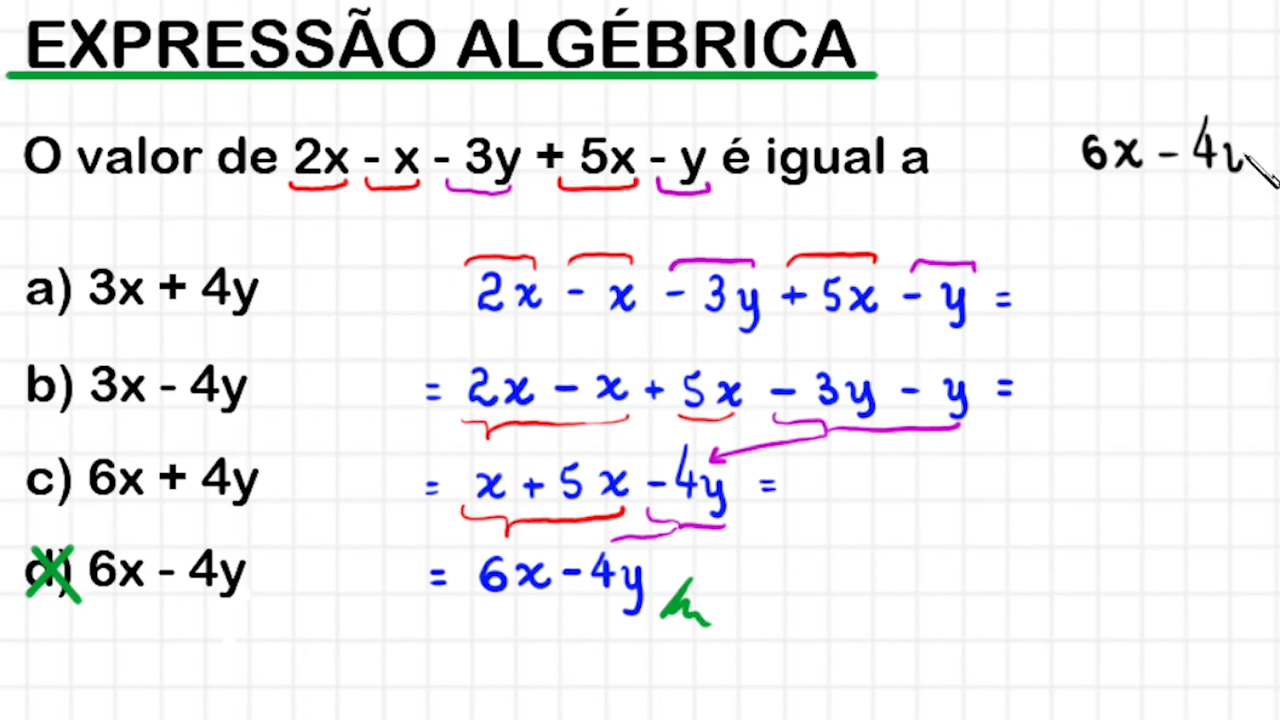 EXPRESSÃO ALGÉBRICA
O valor de 2x - x - 3y + 5x - y é igual a
6x - 4y
a) 3x + 4y
2x - x - 3y + 5x - y =
b) 3x - 4y
= 2x - x + 5x - 3y - y =
c) 6x + 4y
= x + 5x - 4y =
d) 6x - 4y
= 6x - 4y